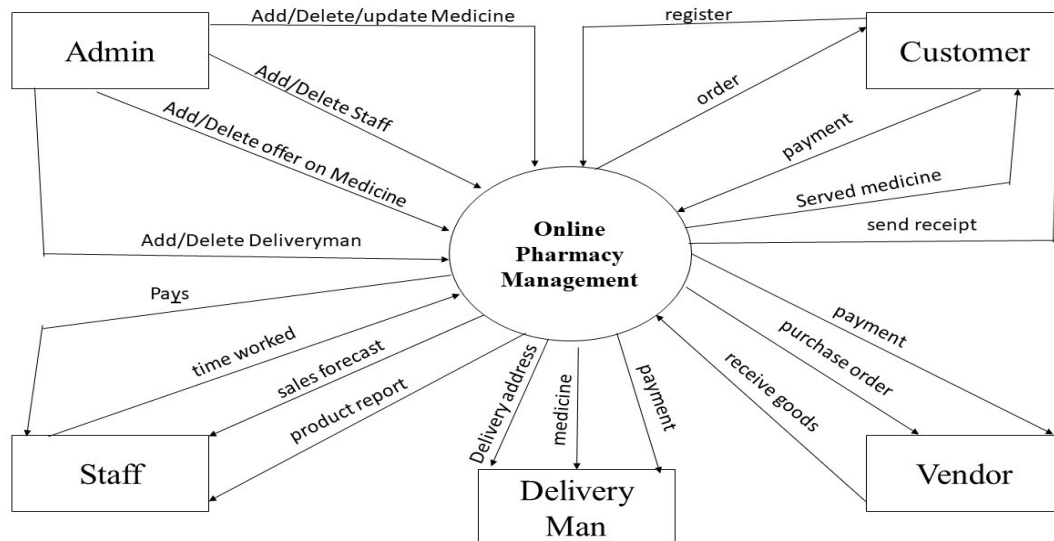 Add/Delete/update Medicine
register
Admin
Customer
Add/Delete Staff
order
Add/Delete offer on Medicine
payment
Served medicine
Add/Delete Deliveryman
send receipt
Online
Pharmacy
Management
Pays
time worked
sales forecast
product report
Delivery address
medicine
payment
receive goods
purchase order
payment
Staff
Delivery
Man
Vendor